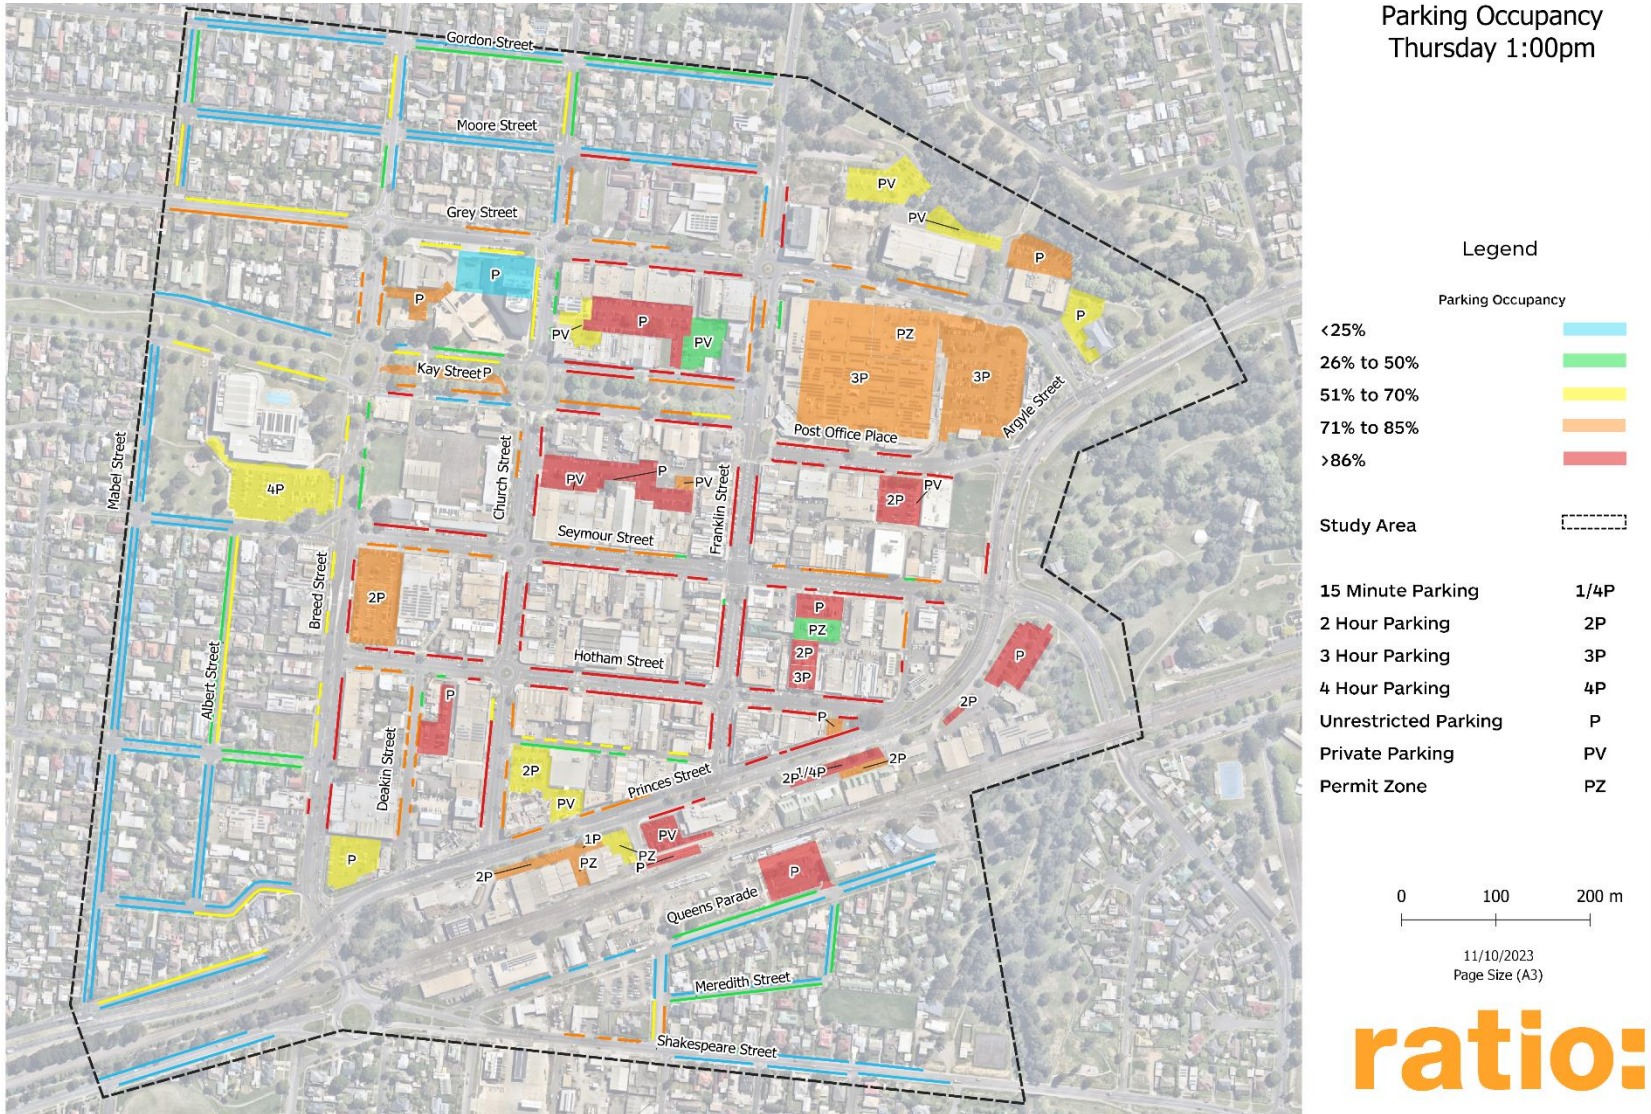 Parking Occupancy
Thursday 1:00pm
Gordon Street
Moore Street
PV
Grey Street
PV
P
P
P
P
PV
P
PV
PZ
Kay Street
P
3P
3P
Argyle Street
Post Office Place
Mabel Street
4P
Church Street
PV
P
PV
Franklin Street
2P
PV
Seymour Street
Breed Street
2P
P
PZ
2P
3P
Hotham Street
P
Albert Street
P
2P
P
Deakin Street
2P
PV
Princes Street
2P
1/4P
2P
P
1P
PV
PZ
PZ
P
2P
P
Queens Parade
Meredith Street
Shakespeare Street
Legend
Parking Occupancy
<25%
26% to 50%
51% to 70%
71% to 85%
>86%
Study Area
15 Minute Parking 1/4P
2 Hour Parking 2P
3 Hour Parking 3P
4 Hour Parking 4P
Unrestricted Parking P
Private Parking PV
Permit Zone PZ
0 100 200 m
11/10/2023
Page Size (A3)
ratio: